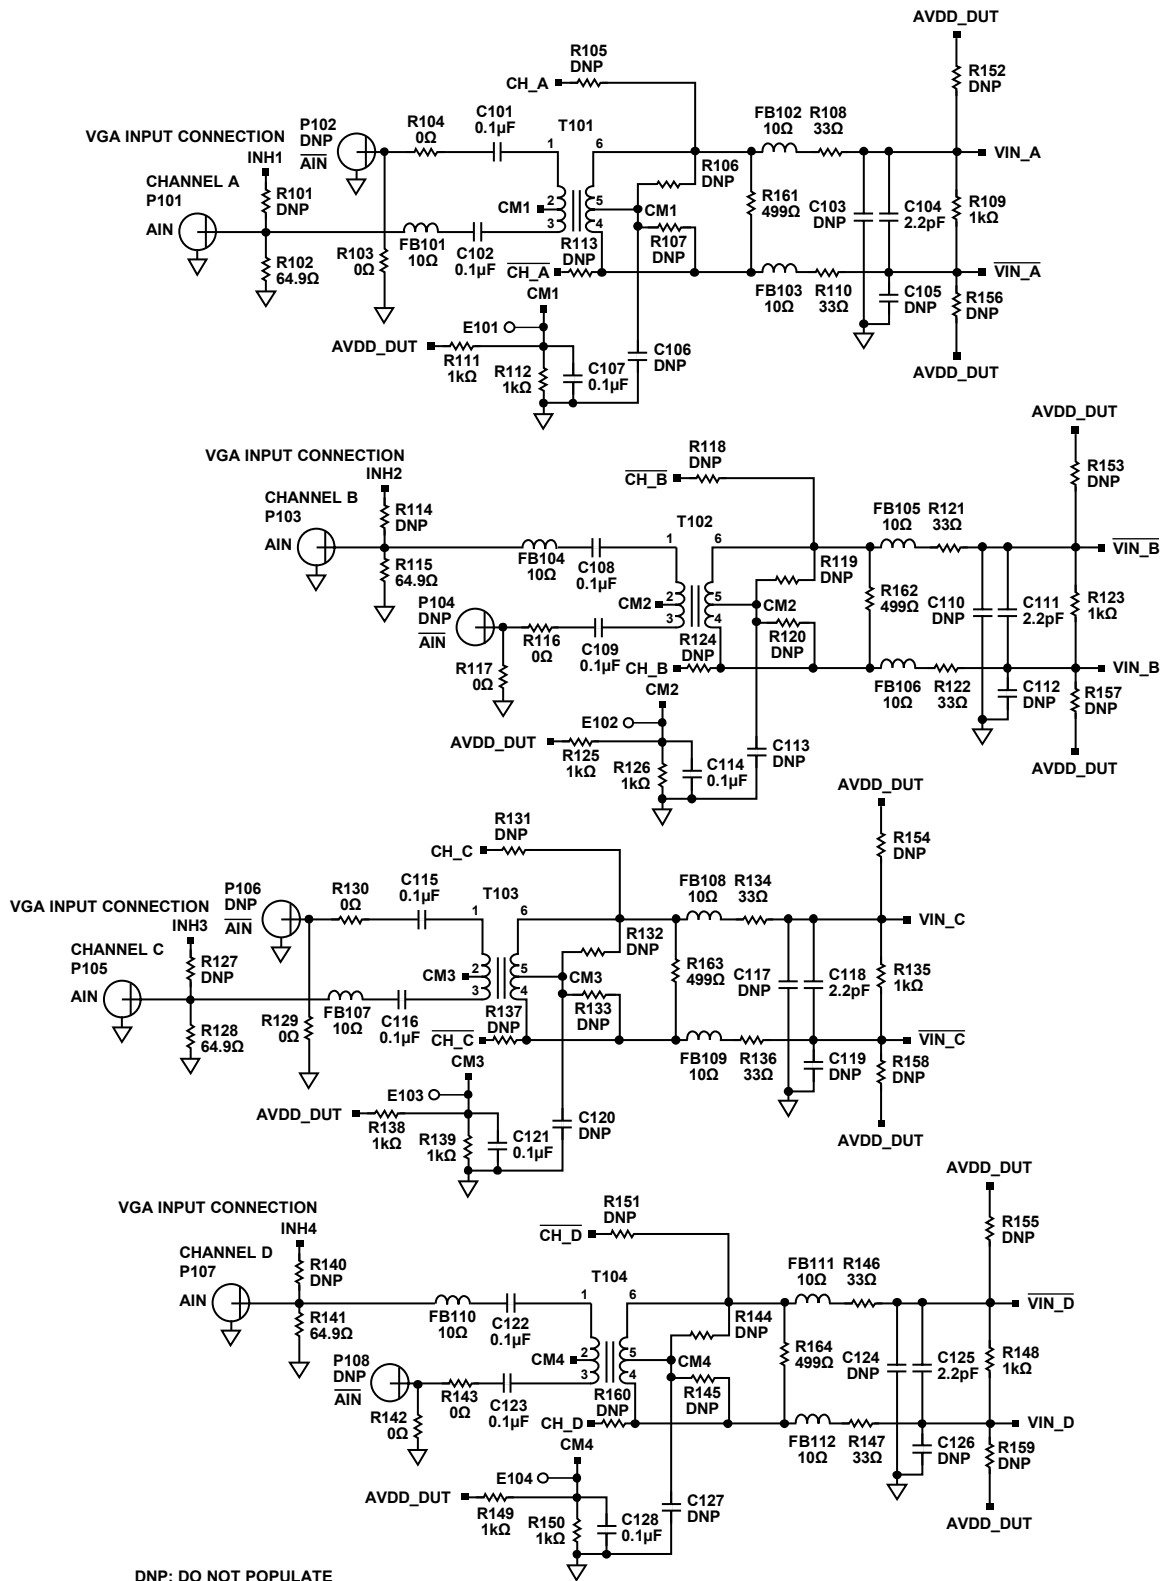 AVDD_DUT
R105
DNP
CH_A
R152
DNP
VGA INPUT CONNECTION
INH1
P102
DNP
AIN
R104
0Ω
C101
0.1µF
T101
1
6
FB102
10Ω
R108
33Ω
VIN_A
CHANNEL A
P101
AIN
R101
DNP
R106
DNP
CM1
2
5
CM1
R161
499Ω
C103
DNP
C104
2.2pF
R109
1kΩ
3
4
R107
DNP
R102
64.9Ω
R103
0Ω
FB101
10Ω
C102
0.1µF
R113
DNP
CH_A
FB103
10Ω
R110
33Ω
C105
DNP
VIN_A
R156
DNP
CM1
E101
AVDD_DUT
R111
1kΩ
R112
1kΩ
C107
0.1µF
C106
DNP
AVDD_DUT
AVDD_DUT
VGA INPUT CONNECTION
INH2
R118
DNP
CH_B
R153
DNP
CHANNEL B
P103
AIN
R114
DNP
T102
1
6
FB105
10Ω
R121
33Ω
VIN_B
FB104
10Ω
C108
0.1µF
R115
64.9Ω
R119
DNP
P104
DNP
AIN
CM2
2
5
CM2
R162
499Ω
C110
DNP
C111
2.2pF
R123
1kΩ
3
4
R116
0Ω
C109
0.1µF
R124
DNP
R120
DNP
R117
0Ω
CH_B
FB106
10Ω
R122
33Ω
C112
DNP
VIN_B
R157
DNP
CM2
E102
AVDD_DUT
R125
1kΩ
R126
1kΩ
C114
0.1µF
C113
DNP
AVDD_DUT
AVDD_DUT
R131
DNP
CH_C
R154
DNP
VGA INPUT CONNECTION
INH3
P106
DNP
AIN
R130
0Ω
C115
0.1µF
T103
1
6
FB108
10Ω
R134
33Ω
VIN_C
CHANNEL C
P105
AIN
R127
DNP
R132
DNP
CM3
2
5
CM3
R163
499Ω
C117
DNP
C118
2.2pF
R135
1kΩ
3
4
R133
DNP
R128
64.9Ω
R129
0Ω
FB107
10Ω
C116
0.1µF
R137
DNP
CH_C
FB109
10Ω
R136
33Ω
C119
DNP
VIN_C
R158
DNP
CM3
E103
AVDD_DUT
R138
1kΩ
R139
1kΩ
C121
0.1µF
C120
DNP
AVDD_DUT
AVDD_DUT
VGA INPUT CONNECTION
INH4
R151
DNP
CH_D
R155
DNP
CHANNEL D
P107
AIN
R140
DNP
T104
1
6
FB111
10Ω
R146
33Ω
VIN_D
FB110
10Ω
C122
0.1µF
R141
64.9Ω
R144
DNP
P108
DNP
AIN
CM4
2
5
CM4
R164
499Ω
C124
DNP
C125
2.2pF
R148
1kΩ
3
4
R143
0Ω
C123
0.1µF
R160
DNP
R145
DNP
R142
0Ω
CH_D
FB112
10Ω
R147
33Ω
C126
DNP
VIN_D
R159
DNP
CM4
E104
AVDD_DUT
R149
1kΩ
R150
1kΩ
C128
0.1µF
C127
DNP
AVDD_DUT
DNP: DO NOT POPULATE